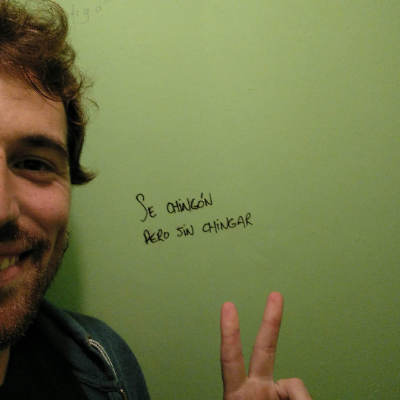 Se chingón
pero sin chingar